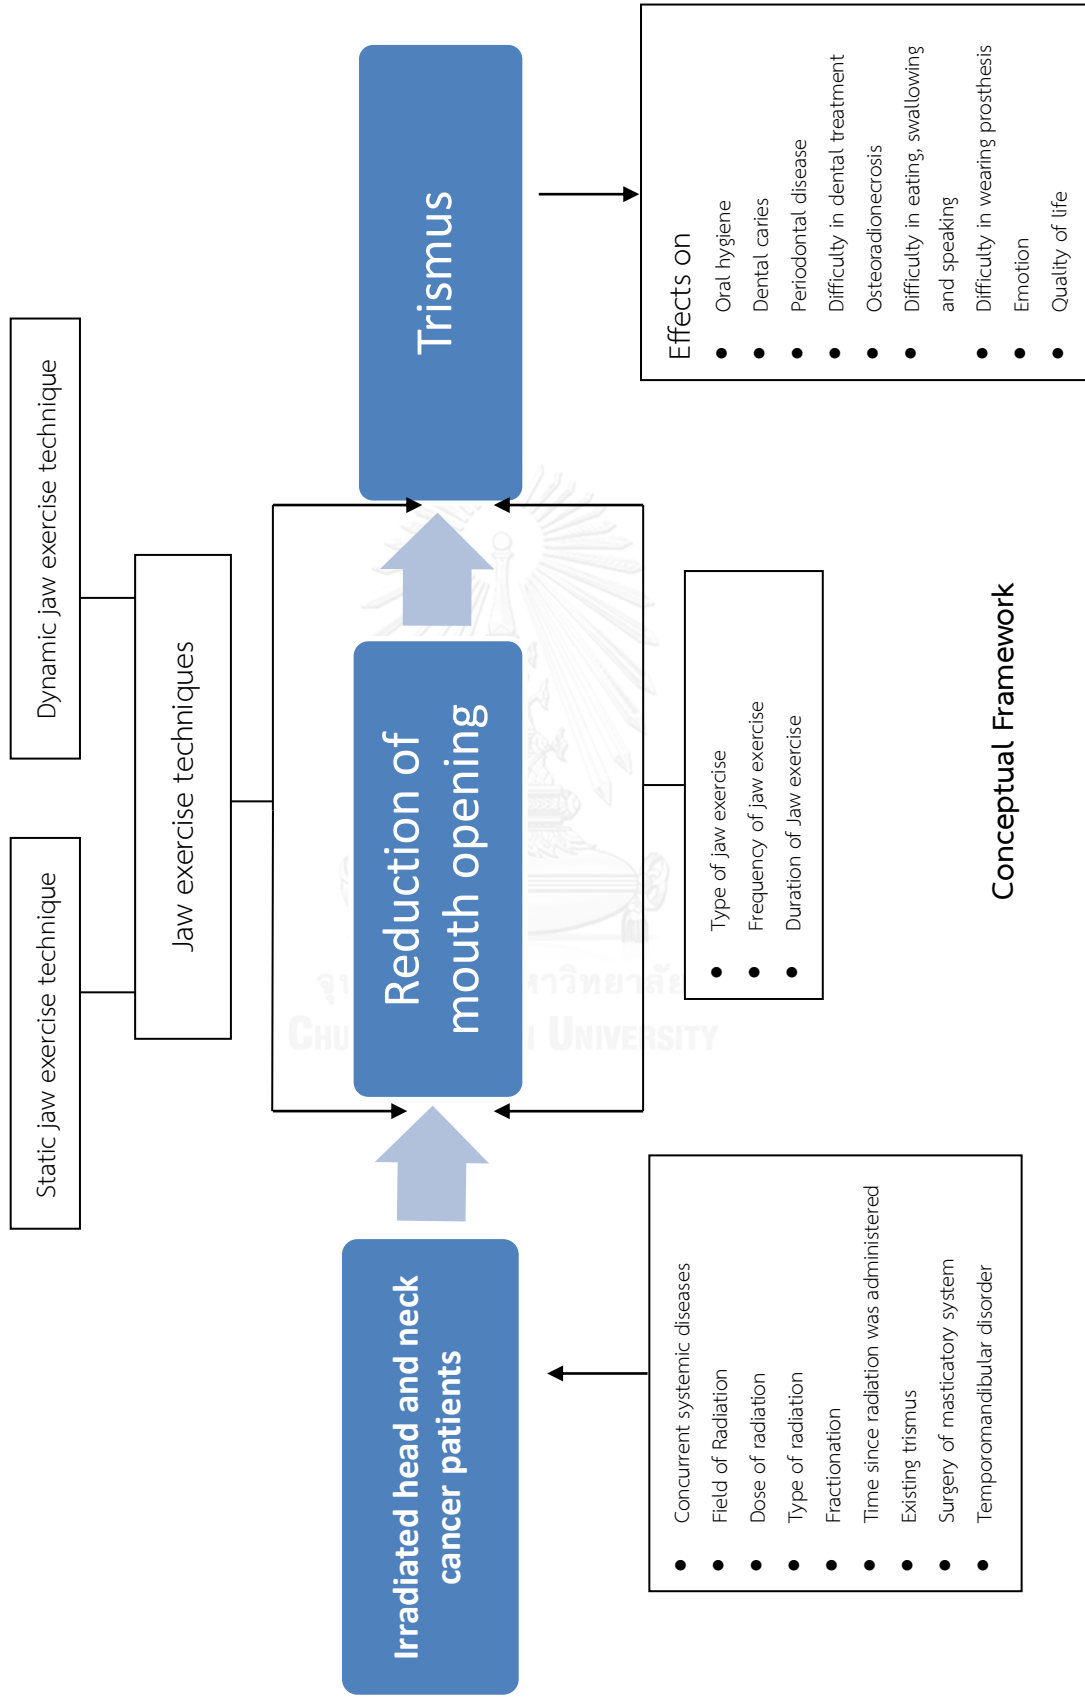 Static jaw exercise technique
Dynamic jaw exercise technique
Jaw exercise techniques
Irradiated head and neck
cancer patients
Reduction of
mouth opening
Trismus
● Concurrent systemic diseases
● Field of Radiation
● Dose of radiation
● Type of radiation
● Fractionation
● Time since radiation was administered
● Existing trismus
● Surgery of masticatory system
● Temporomandibular disorder
● Type of jaw exercise
● Frequency of jaw exercise
● Duration of Jaw exercise
Effects on
● Oral hygiene
● Dental caries
● Periodontal disease
● Difficulty in dental treatment
● Osteoradionecrosis
● Difficulty in eating, swallowing
and speaking
● Difficulty in wearing prosthesis
● Emotion
● Quality of life
UNIVERSITY
Conceptual Framework